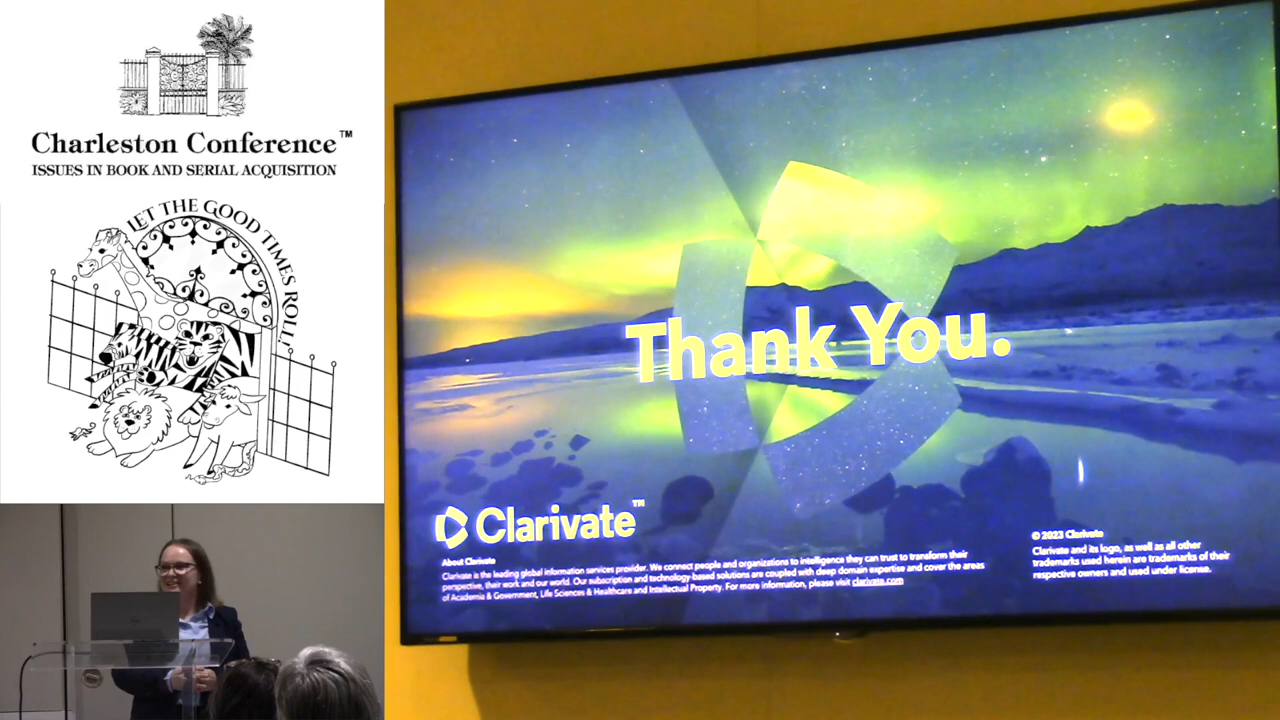 Charleston Conference™
ISSUES IN BOOK AND SERIAL ACQUISITION
LET THE GOOD TIMES ROLL!
Thank You.
Clarivate™
About Clarivate
Clarivate is the leading global information services provider. We connect people and organizations to intelligence they can trust to transform their
perspective, their work and our world. Our subscription and technology-based solutions are coupled with deep domain expertise and cover the areas
of Academia & Government, Life Sciences & Healthcare and Intellectual Property. For more information, please visit clarivate.com
© 2023 Clarivate
Clarivate and its logo, as well as all other
trademarks used herein are trademarks of their
respective owners and used under license.